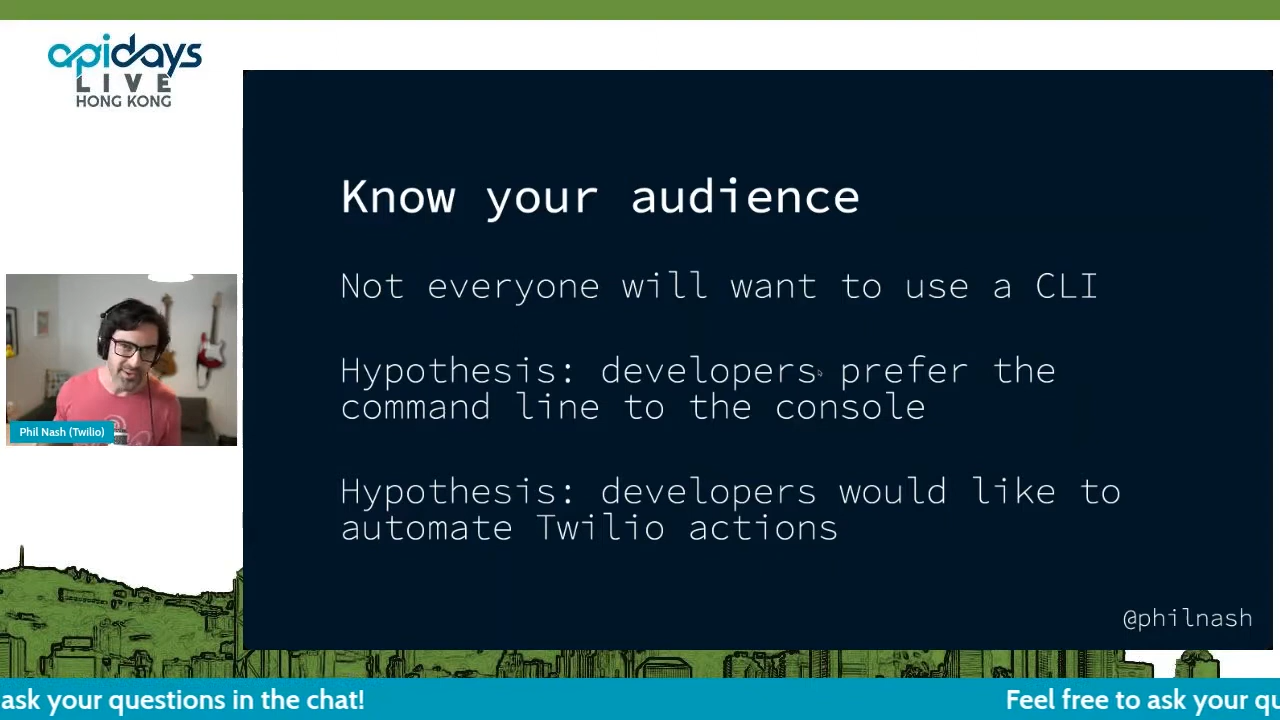 apidays
LIVE
HONG KONG
Know your audience
Not everyone will want to use a CLI
Hypothesis: developers prefer the
command line to the console
Hypothesis: developers would like to
automate Twilio actions
@philnash
Phil Nash (Twilio)
ask your questions in the chat!
Feel free to ask your qu